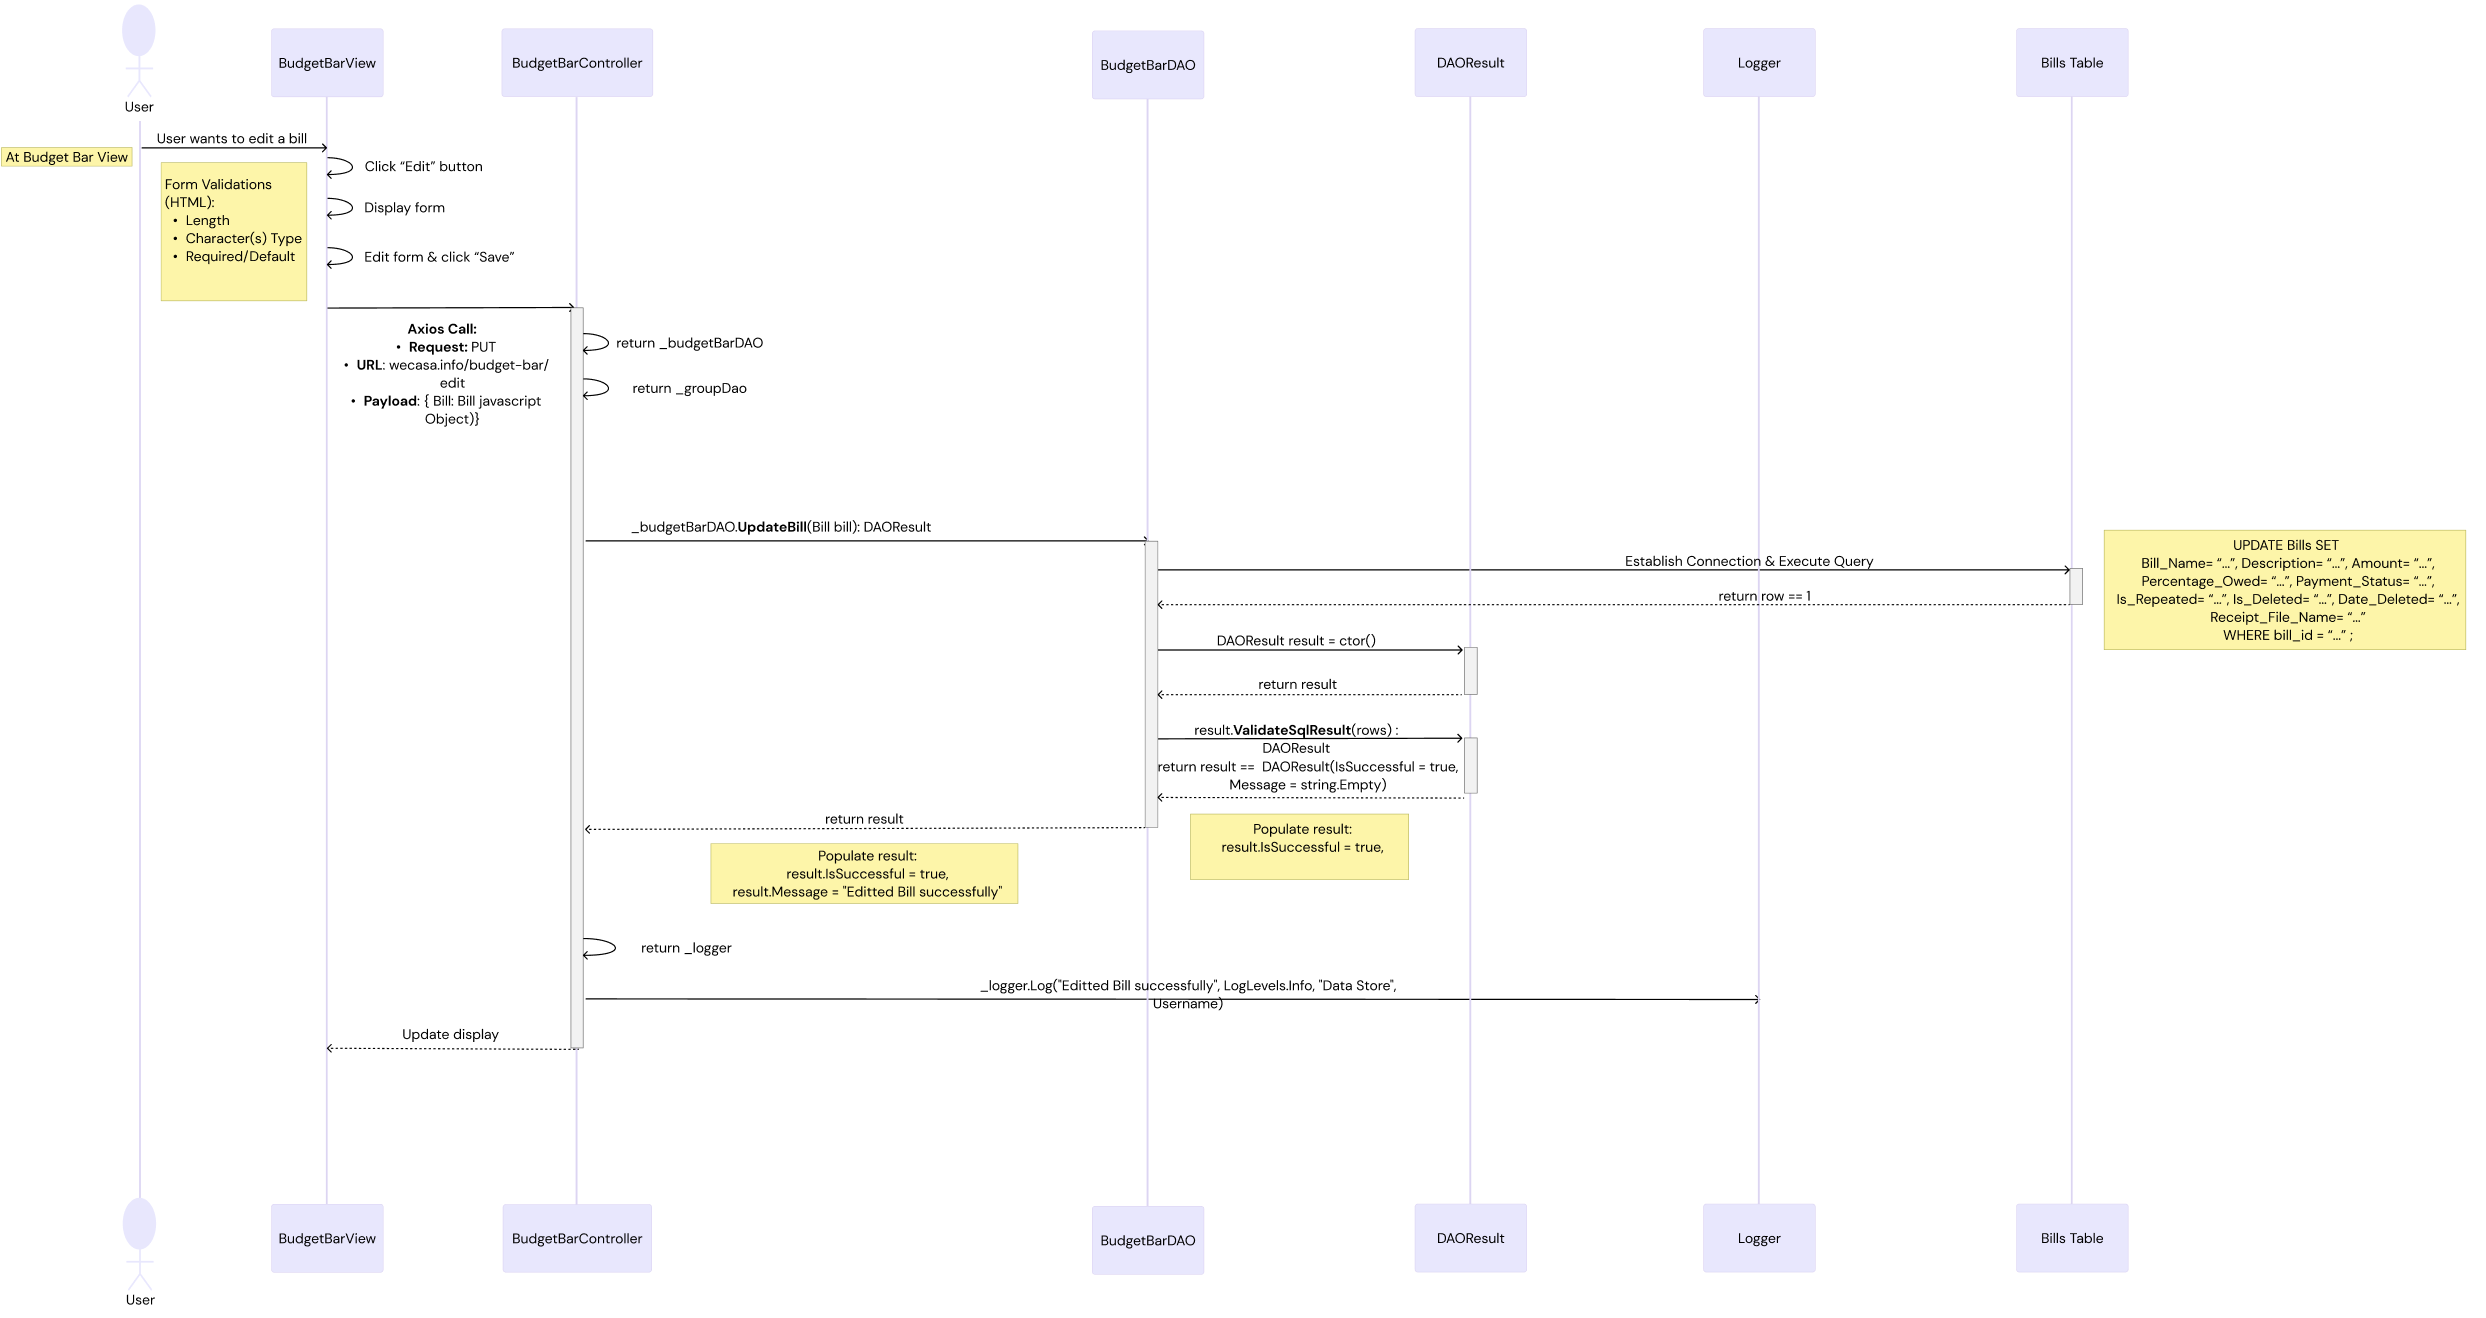 User
BudgetBarView
BudgetBarController
BudgetBarDAO
DAOResult
Logger
Bills Table
User wants to edit a bill
At Budget Bar View
Click “Edit” button
Form Validations
(HTML):
• Length
• Character(s) Type
• Required/Default
Display form
Edit form & click “Save”
Axios Call:
• Request: PUT
• URL: wecasa.info/budget-bar/
edit
• Payload: { Bill: Bill javascript
Object)}
return _budgetBarDAO
return _groupDao
_budgetBarDAO.UpdateBill(Bill bill): DAOResult
Establish Connection & Execute Query
UPDATE Bills SET
Bill_Name= “...”, Description= “...”, Amount= “...”,
Percentage_Owed= “...”, Payment_Status= “...”,
Is_Repeated= “...”, Is_Deleted= “...”, Date_Deleted= “...”,
Receipt_File_Name= “...”
WHERE bill_id = “...” ;
return row == 1
DAOResult result = ctor()
return result
result.ValidateSqlResult(rows) :
DAOResult
return result ==  DAOResult(IsSuccessful = true,
Message = string.Empty)
return result
Populate result:
result.IsSuccessful = true,
Populate result:
result.IsSuccessful = true,
result.Message = "Editted Bill successfully"
return _logger
_logger.Log("Editted Bill successfully", LogLevels.Info, "Data Store",
Username)
Update display
BudgetBarView
BudgetBarController
BudgetBarDAO
DAOResult
Logger
Bills Table
User